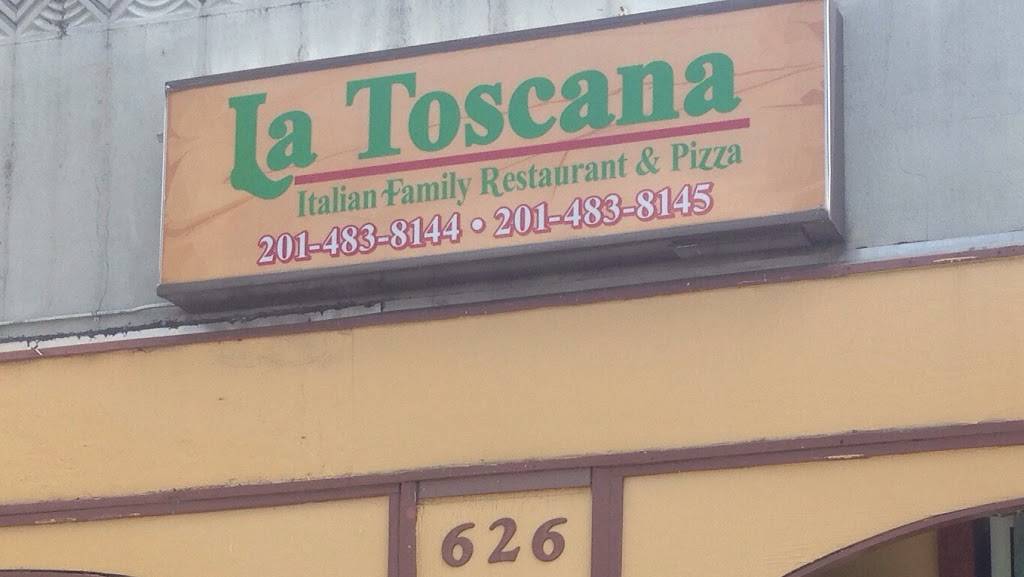 La Toscana
Italian Family Restaurant & Pizza
201-483-8144 • 201-483-8145
626